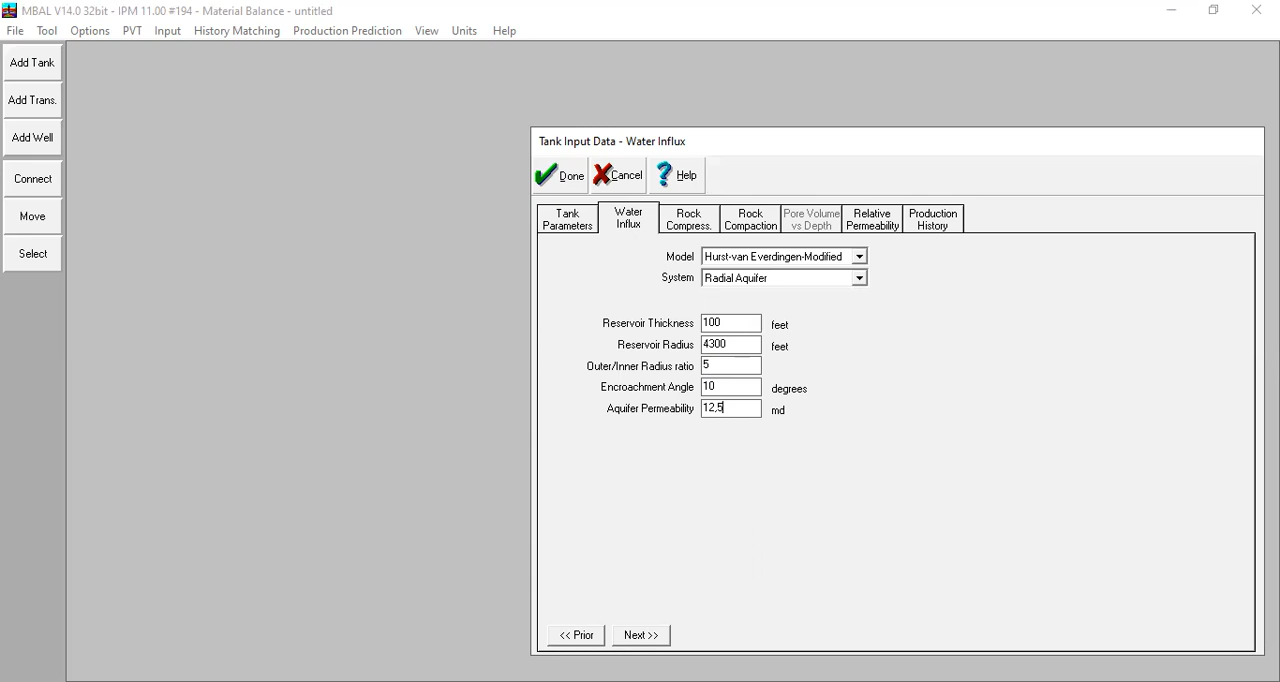 MBAL V14.0 32bit - IPM 11.00 #194 - Material Balance - untitled
File Tool Options PVT Input History Matching Production Prediction View Units Help
Add Tank
Add Trans.
Add Well
Connect
Move
Select
Tank Input Data - Water Influx
Done Cancel Help
Tank Parameters
Water Influx
Rock Compress.
Rock Compaction
Pore Volume vs Depth
Relative Permeability
Production History
Model Hurst-van Everdingen-Modified
System Radial Aquifer
Reservoir Thickness 100 feet
Reservoir Radius 4300 feet
Outer/Inner Radius ratio 5
Encroachment Angle 10 degrees
Aquifer Permeability 12,5 md
<< Prior Next >>